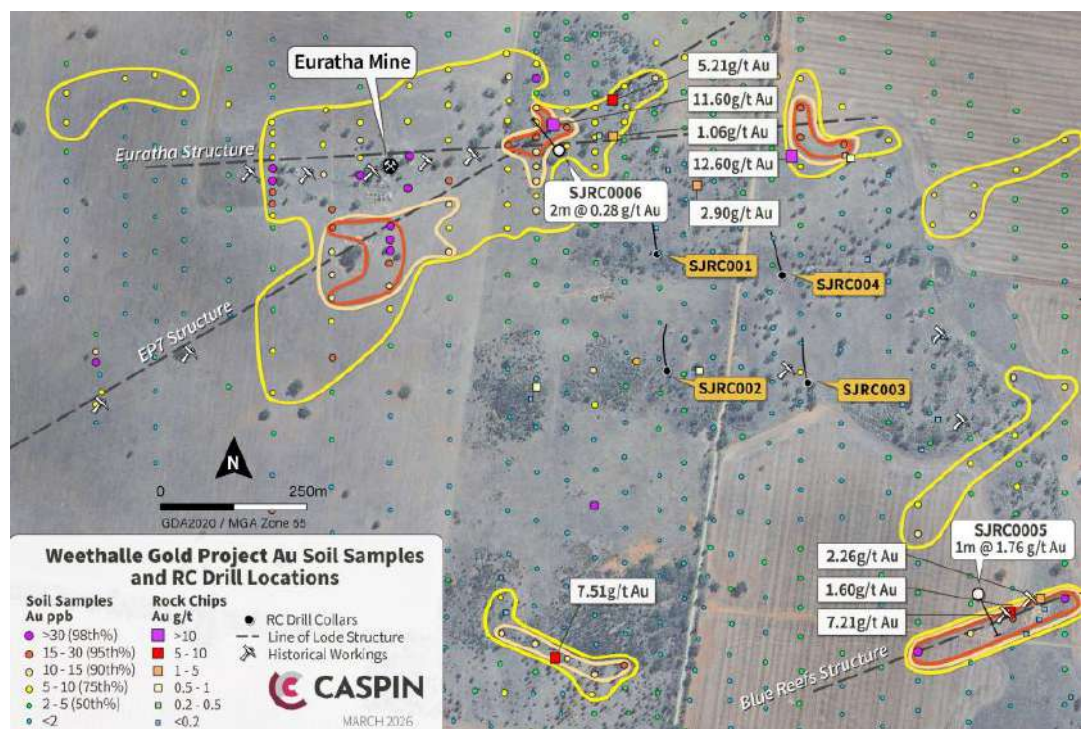 Euratha Mine
5.21g/t Au
11.60g/t Au
1.06g/t Au
12.60g/t Au
2.90g/t Au
Euratha Structure
SJRC0006
2m @ 0.28 g/t Au
SJRC001
SJRC004
EP7 Structure
SJRC002
SJRC003
N
0 250m
GDA2020 / MGA Zone 55
SJRC0005
1m @ 1.76 g/t Au
2.26g/t Au
1.60g/t Au
7.21g/t Au
7.51g/t Au
Blue Reefs Structure
Weethalle Gold Project Au Soil Samples
and RC Drill Locations
Soil Samples
Au ppb
>30 (98th%)
15 - 30 (95th%)
10 - 15 (90th%)
5 - 10 (75th%)
2 - 5 (50th%)
<2
Rock Chips
Au g/t
>10
5 - 10
1 - 5
0.5 - 1
0.2 - 0.5
<0.2
RC Drill Collars
Line of Lode Structure
Historical Workings
CASPIN
MARCH 2026